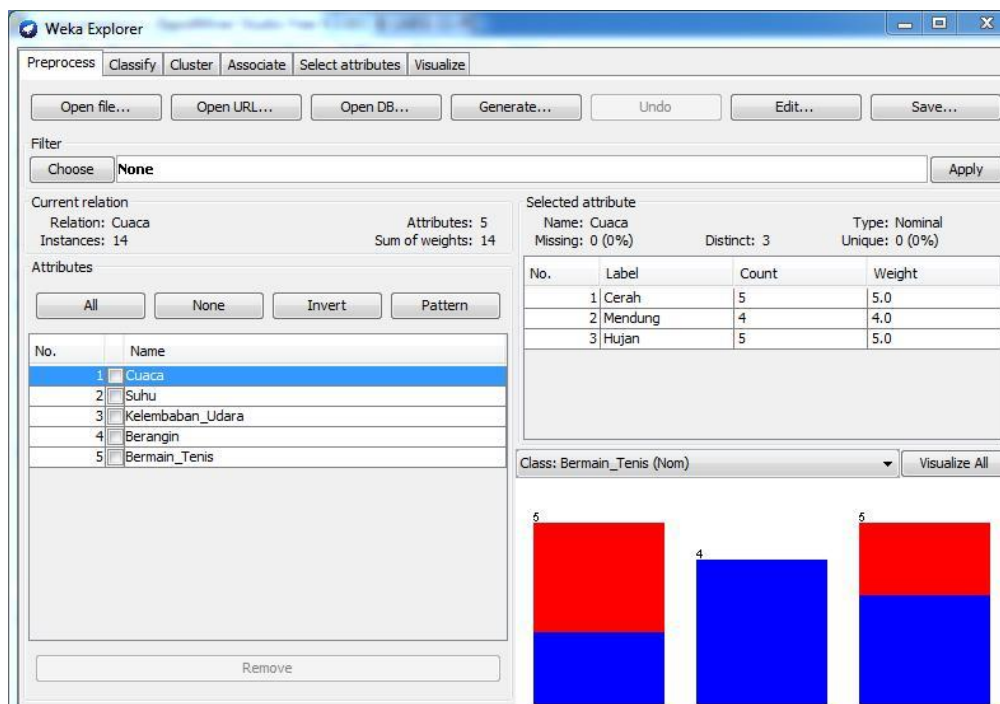 Weka Explorer
Preprocess Classify Cluster Associate Select attributes Visualize
Open file... Open URL... Open DB... Generate... Undo Edit... Save...
Filter
Choose None Apply
Current relation
Relation: Cuaca Attributes: 5
Instances: 14 Sum of weights: 14
Attributes
All None Invert Pattern
No. Name
1 Cuaca
2 Suhu
3 Kelembaban_Udara
4 Berangin
5 Bermain_Tenis
Remove
Selected attribute
Name: Cuaca Type: Nominal
Missing: 0 (0%) Distinct: 3 Unique: 0 (0%)
No. Label Count Weight
1 Cerah 5 5.0
2 Mendung 4 4.0
3 Hujan 5 5.0
Class: Bermain_Tenis (Nom) Visualize All
5 4 5